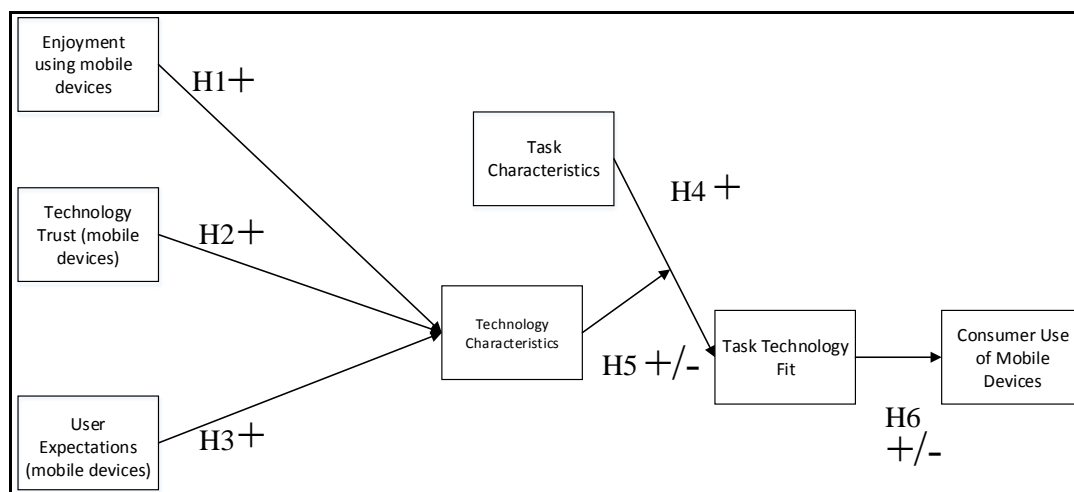 Enjoyment
using mobile
devices
H1+
Task
Characteristics
H4 +
Technology
Trust (mobile
devices)
H2+
Technology
Characteristics
H5 +/-
Task Technology
Fit
Consumer Use
of Mobile
Devices
H6
+/-
User
Expectations
(mobile devices)
H3+